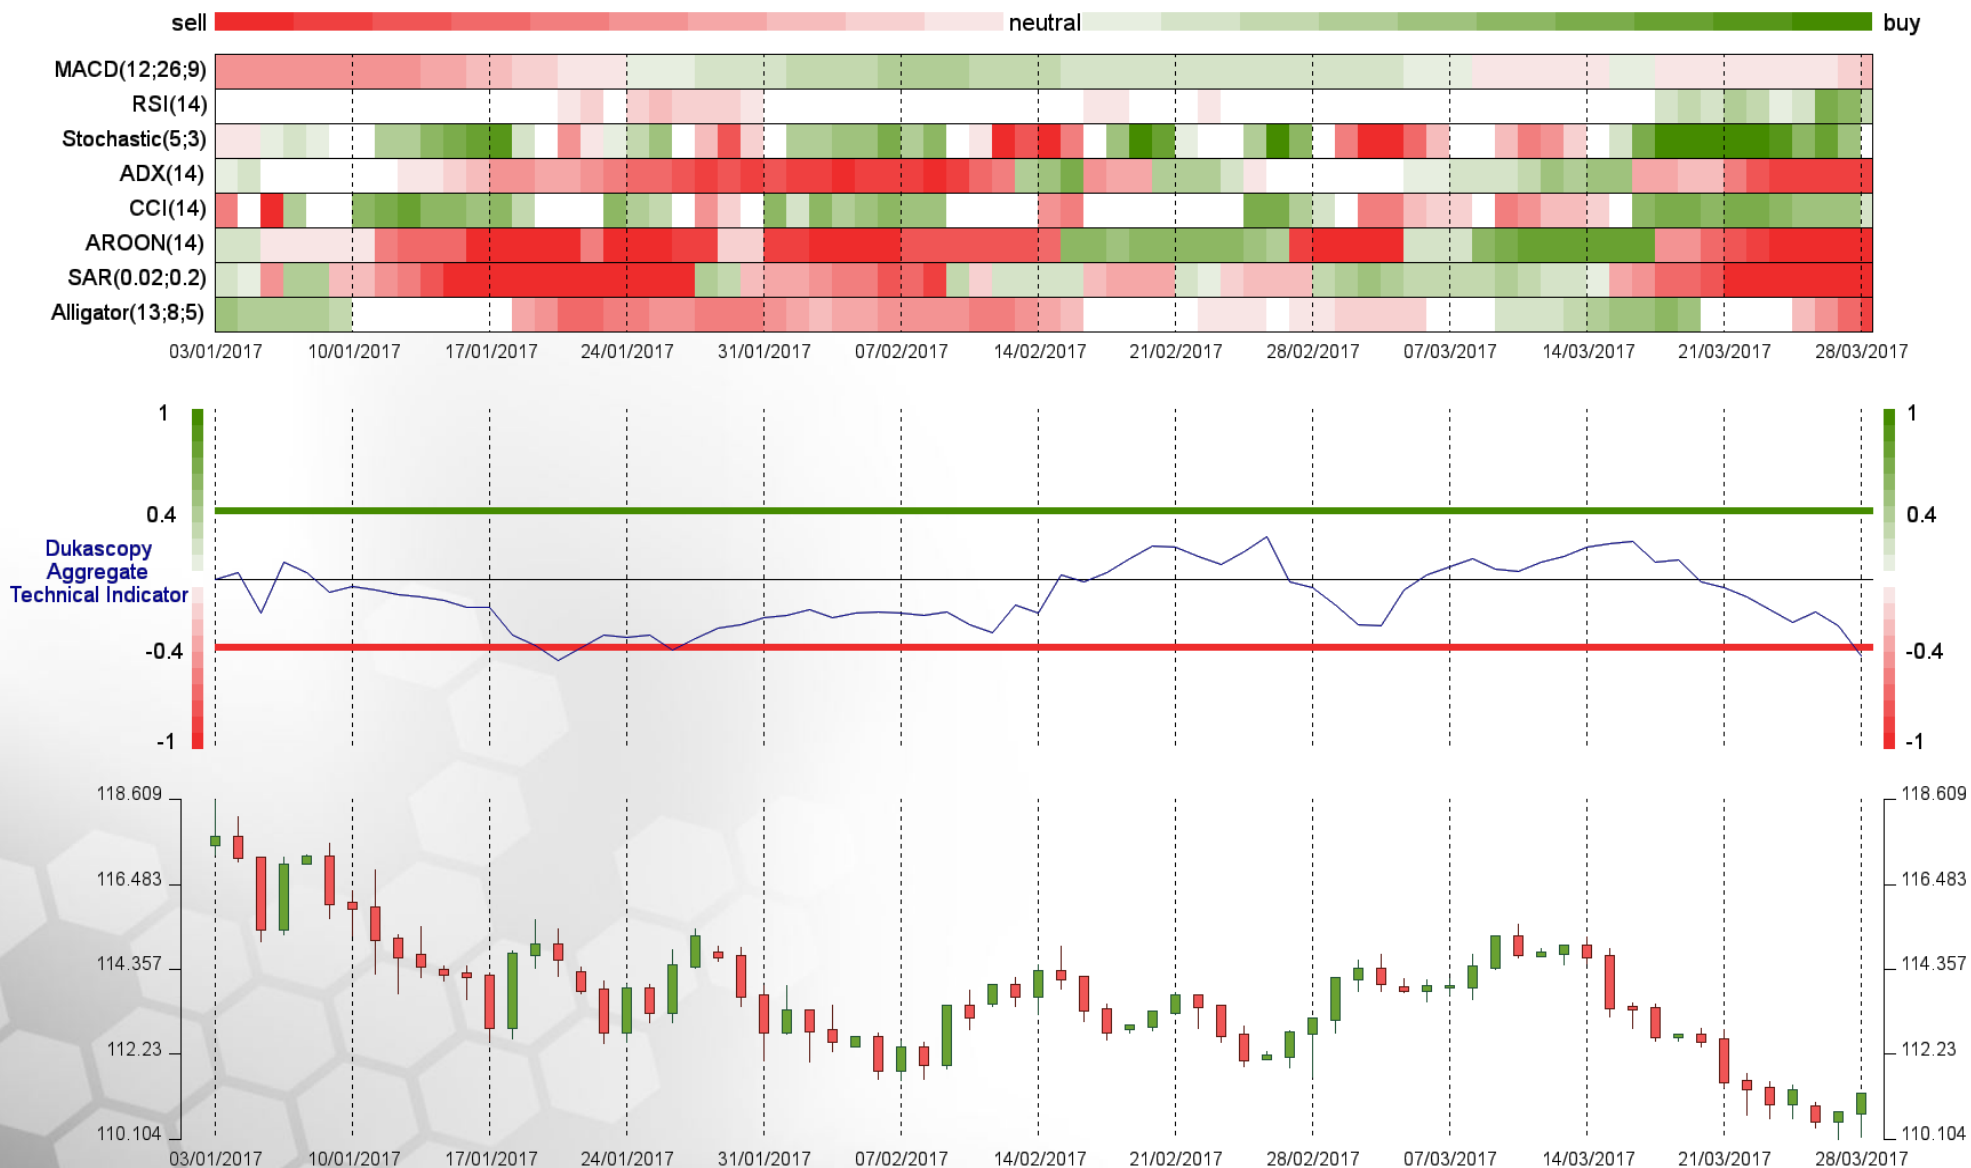 sell neutral buy
MACD(12;26;9)
RSI(14)
Stochastic(5;3)
ADX(14)
CCI(14)
AROON(14)
SAR(0.02;0.2)
Alligator(13;8;5)
03/01/2017 10/01/2017 17/01/2017 24/01/2017 31/01/2017 07/02/2017 14/02/2017 21/02/2017 28/02/2017 07/03/2017 14/03/2017 21/03/2017 28/03/2017
1 1
0.4 0.4
Dukascopy
Aggregate
Technical Indicator
-0.4 -0.4
-1 -1
118.609 118.609
116.483 116.483
114.357 114.357
112.23 112.23
110.104 110.104
03/01/2017 10/01/2017 17/01/2017 24/01/2017 31/01/2017 07/02/2017 14/02/2017 21/02/2017 28/02/2017 07/03/2017 14/03/2017 21/03/2017 28/03/2017